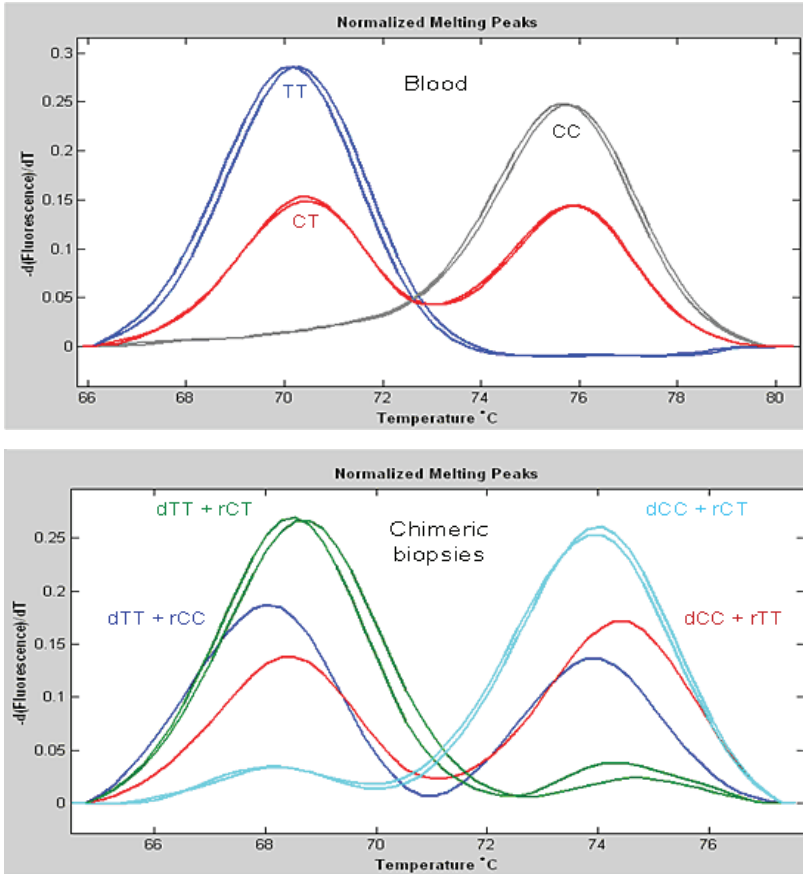 Normalized Melting Peaks
0.3
0.25
0.2
0.15
0.1
0.05
0
-d(Fluorescence)/dT
TT
Blood
CC
CT
66 68 70 72 74 76 78 80
Temperature °C
Normalized Melting Peaks
dTT + rCT
dCC + rCT
Chimeric
biopsies
dTT + rCC
dCC + rTT
0.25
0.2
0.15
0.1
0.05
0
-d(Fluorescence)/dT
66 68 70 72 74 76
Temperature °C